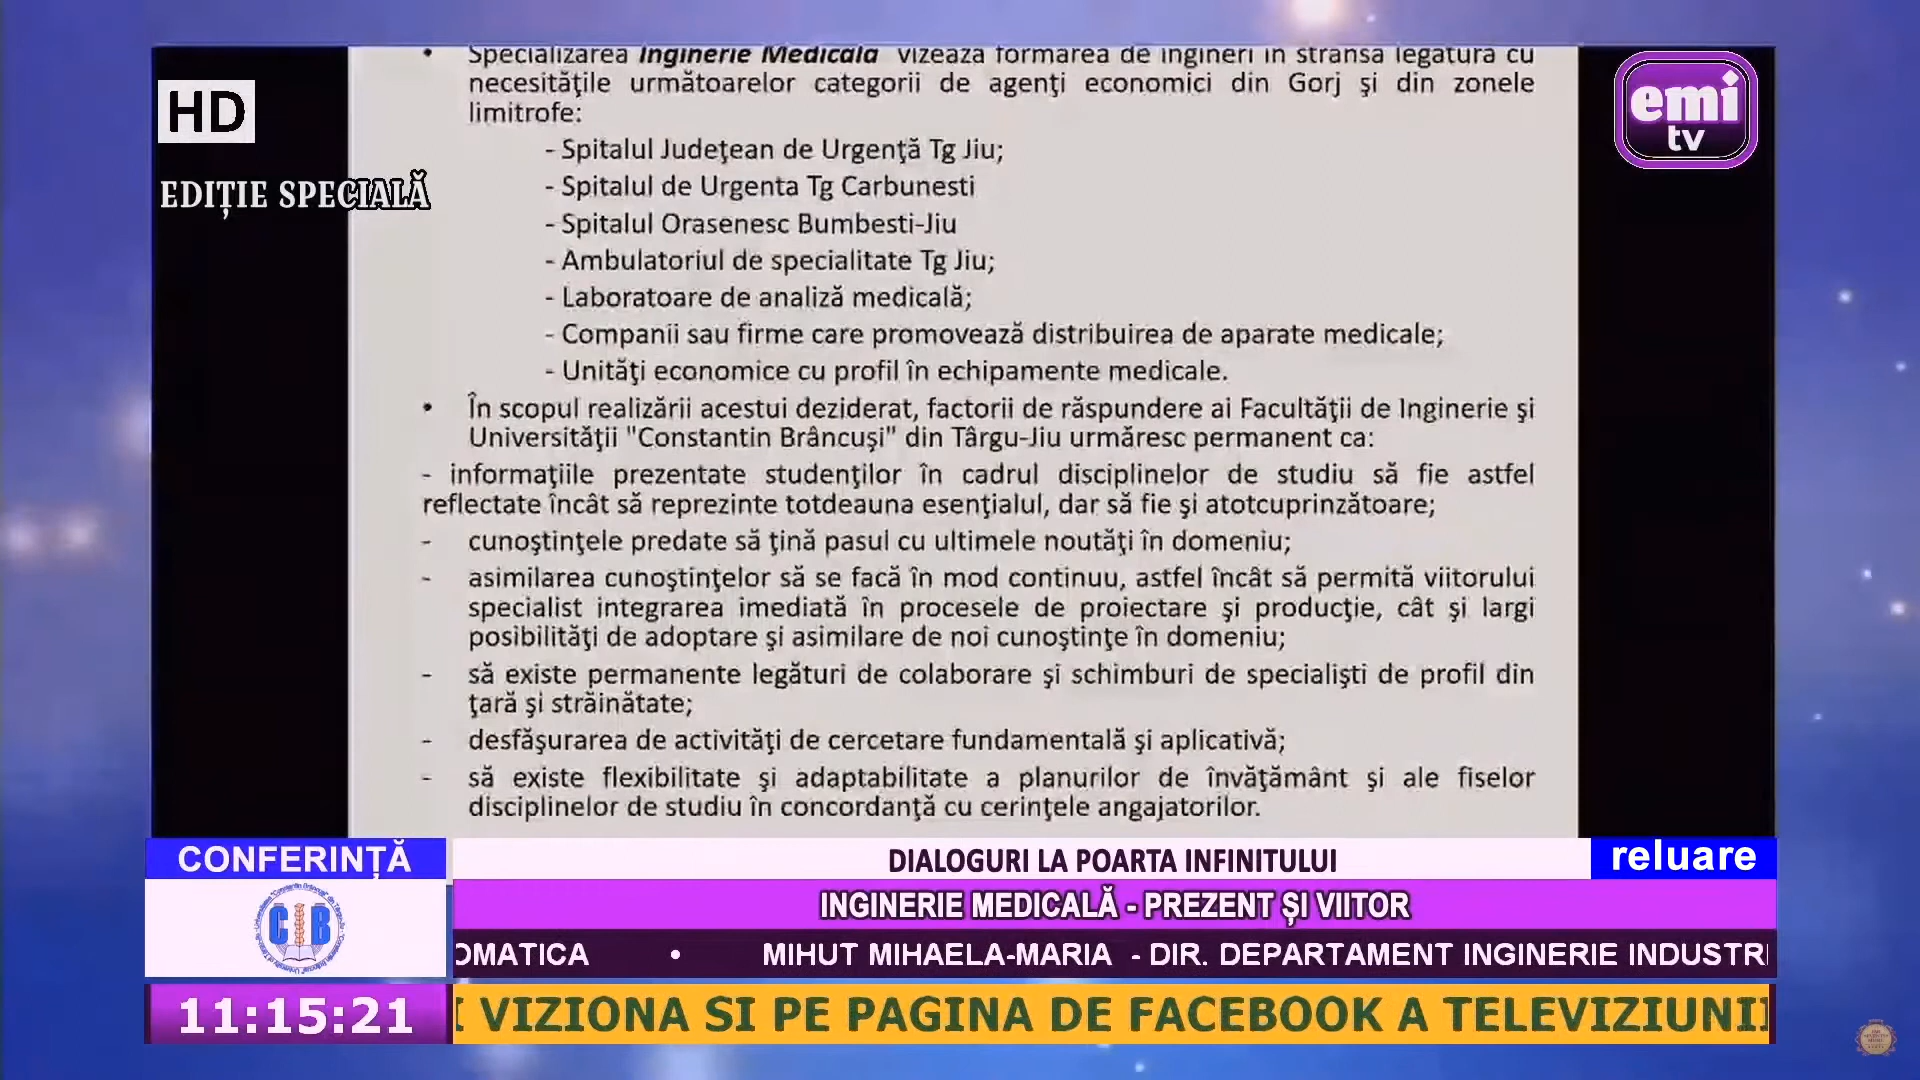 Specializarea Inginerie Medicala vizează formarea de ingineri în strânsă legătură cu
necesităţile următoarelor categorii de agenţi economici din Gorj şi din zonele
limitrofe:
- Spitalul Judeţean de Urgenţă Tg Jiu;
- Spitalul de Urgenta Tg Carbunesti
- Spitalul Orasenesc Bumbesti-Jiu
- Ambulatoriul de specialitate Tg Jiu;
- Laboratoare de analiză medicală;
- Companii sau firme care promovează distribuirea de aparate medicale;
- Unităţi economice cu profil în echipamente medicale.
• În scopul realizării acestui deziderat, factorii de răspundere ai Facultăţii de Inginerie şi
Universităţii "Constantin Brâncuşi" din Târgu-Jiu urmăresc permanent ca:
- informaţiile prezentate studenţilor în cadrul disciplinelor de studiu să fie astfel
reflectate încât să reprezinte totdeauna esenţialul, dar să fie şi atotcuprinzătoare;
- cunoştinţele predate să ţină pasul cu ultimele noutăţi în domeniu;
- asimilarea cunoştinţelor să se facă în mod continuu, astfel încât să permită viitorului
specialist integrarea imediată în procesele de proiectare şi producţie, cât şi largi
posibilităţi de adoptare şi asimilare de noi cunoştinţe în domeniu;
- să existe permanente legături de colaborare şi schimburi de specialişti de profil din
ţară şi străinătate;
- desfăşurarea de activităţi de cercetare fundamentală şi aplicativă;
- să existe flexibilitate şi adaptabilitate a planurilor de învăţământ şi ale fiselor
disciplinelor de studiu în concordanţă cu cerinţele angajatorilor.
HD
EDIȚIE SPECIALĂ
emi
tv
CONFERINȚĂ
DIALOGURI LA POARTA INFINITULUI
reluare
INGINERIE MEDICALĂ - PREZENT ȘI VIITOR
CB
OMATICA • MIHUT MIHAELA-MARIA - DIR. DEPARTAMENT INGINERIE INDUSTRI
11:15:21
I VIZIONA SI PE PAGINA DE FACEBOOK A TELEVIZIUNII